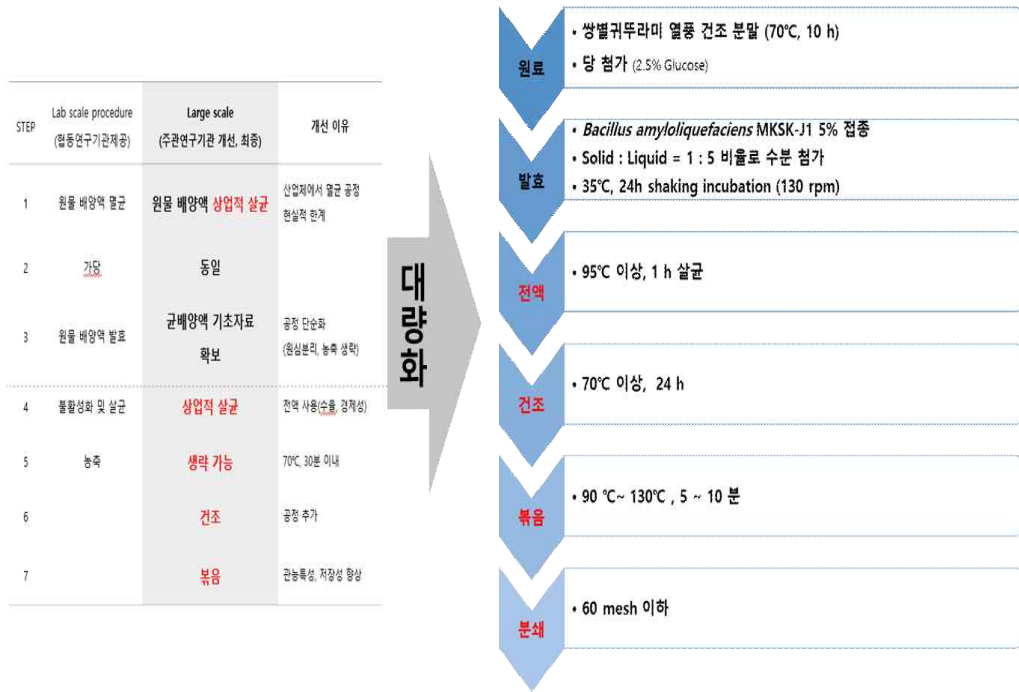 STEP
Lab scale procedure
(협동연구기관제공)
Large scale
(주관연구기관 개선, 최종)
개선 이유
1
원물 배양액 멸균
원물 배양액 상업적 살균
산업제에서 멸균 공정
현실적 한계
2
가당
동일
3
원물 배양액 발효
균배양액 기초자료
확보
공정 단순화
(원심분리, 농축 생략)
4
불활성화 및 살균
상업적 살균
전액 사용(수율, 경제성)
5
농축
생략 가능
70℃, 30분 이내
6
건조
공정 추가
7
볶음
관능특성, 저장성 향상
대량화
원료
• 쌍별귀뚜라미 열풍 건조 분말 (70℃, 10 h)
• 당 첨가 (2.5% Glucose)
발효
• Bacillus amyloliquefaciens MKSK-J1 5% 접종
• Solid : Liquid = 1 : 5 비율로 수분 첨가
• 35℃, 24h shaking incubation (130 rpm)
전액
• 95℃ 이상, 1 h 살균
건조
• 70℃ 이상, 24 h
볶음
• 90 ℃~ 130℃ , 5 ~ 10 분
분쇄
• 60 mesh 이하